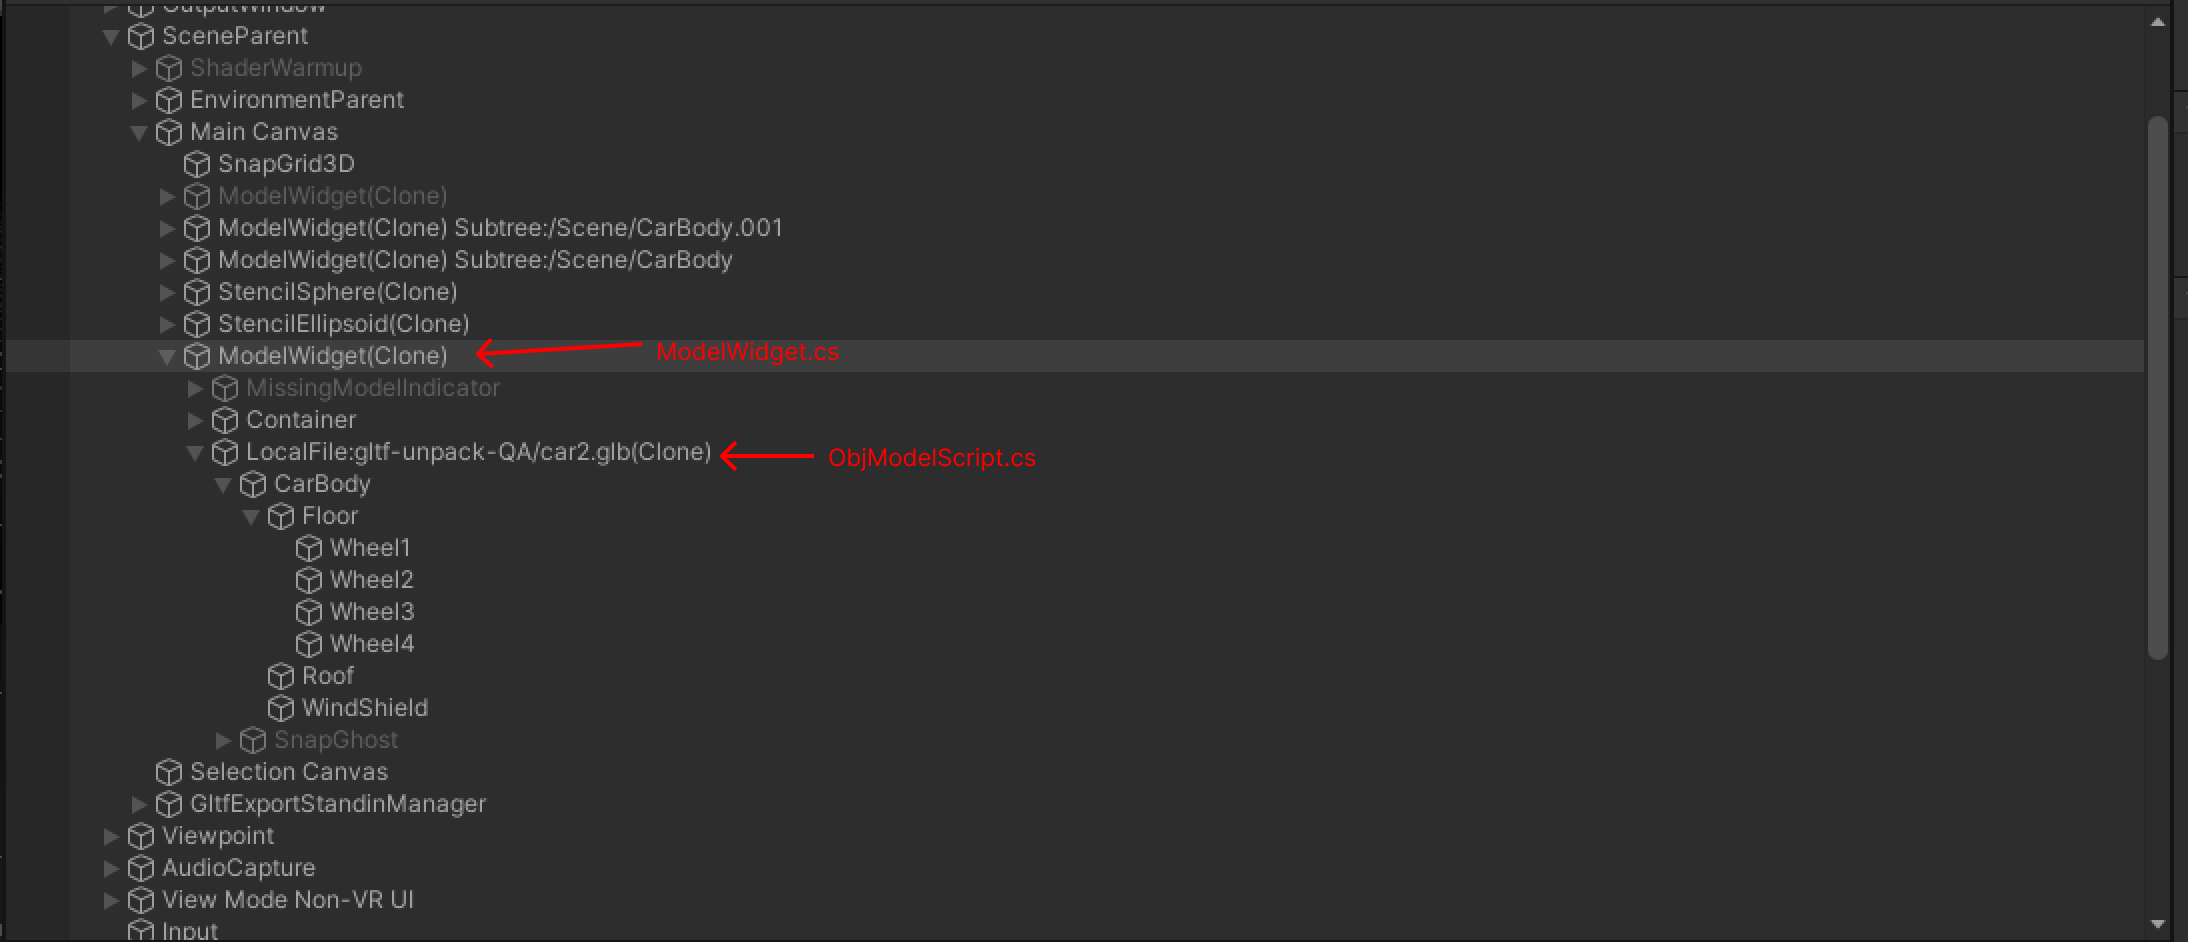 OutputWindow
SceneParent
ShaderWarmup
EnvironmentParent
Main Canvas
SnapGrid3D
ModelWidget(Clone)
ModelWidget(Clone) Subtree:/Scene/CarBody.001
ModelWidget(Clone) Subtree:/Scene/CarBody
StencilSphere(Clone)
StencilEllipsoid(Clone)
ModelWidget(Clone) ModelWidget.cs
MissingModelIndicator
Container
LocalFile:gltf-unpack-QA/car2.glb(Clone) ObjModelScript.cs
CarBody
Floor
Wheel1
Wheel2
Wheel3
Wheel4
Roof
WindShield
SnapGhost
Selection Canvas
GltfExportStandinManager
Viewpoint
AudioCapture
View Mode Non-VR UI
Input